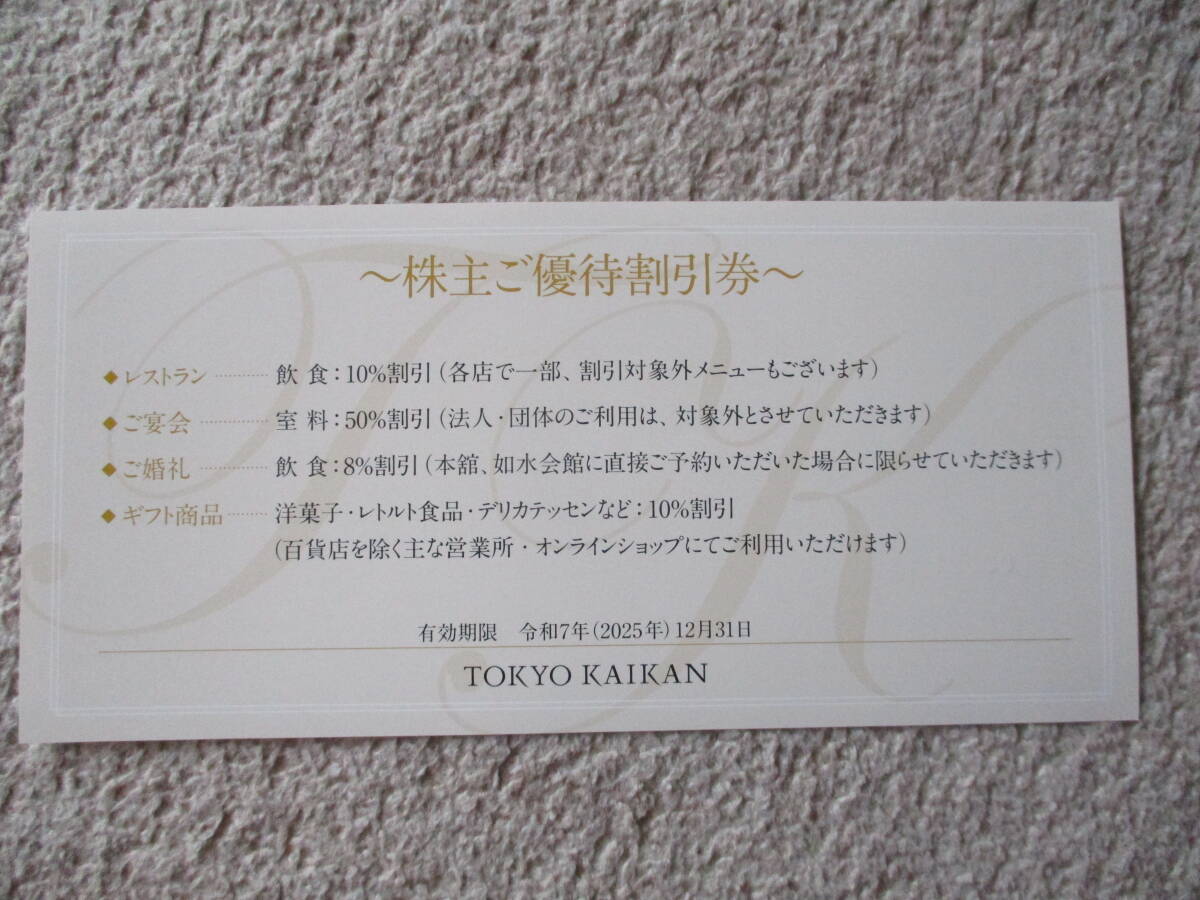 ～株主ご優待割引券～
◆レストラン ………… 飲 食：10%割引（各店で一部、割引対象外メニューもございます）
◆ご宴会 ………… 室 料：50%割引（法人・団体のご利用は、対象外とさせていただきます）
◆ご婚礼 ………… 飲 食：8%割引（本舘、如水会館に直接ご予約いただいた場合に限らせていただきます）
◆ギフト商品 ……… 洋菓子・レトルト食品・デリカテッセンなど：10%割引
（百貨店を除く主な営業所・オンラインショップにてご利用いただけます）
有効期限　令和7年（2025年）12月31日
TOKYO KAIKAN